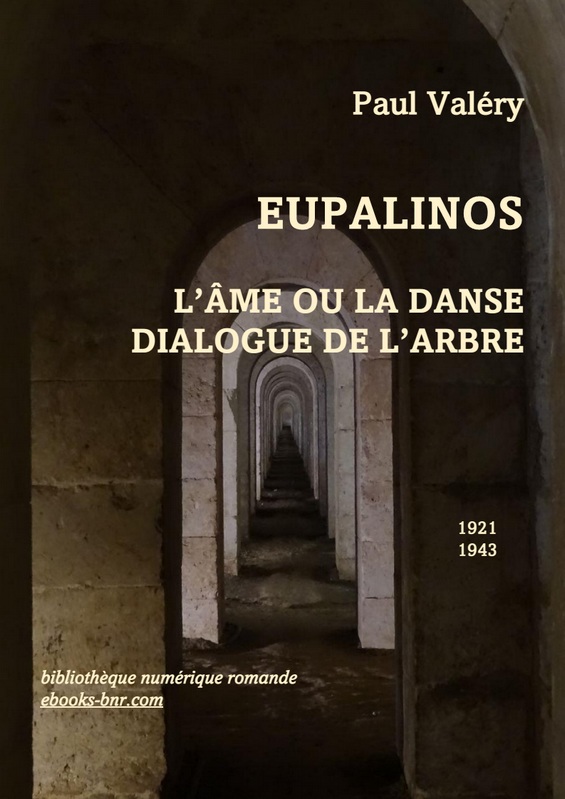 Paul Valéry
EUPALINOS
L’ÂME OU LA DANSE
DIALOGUE DE L’ARBRE
1921
1943
bibliothèque numérique romande
ebooks-bnr.com